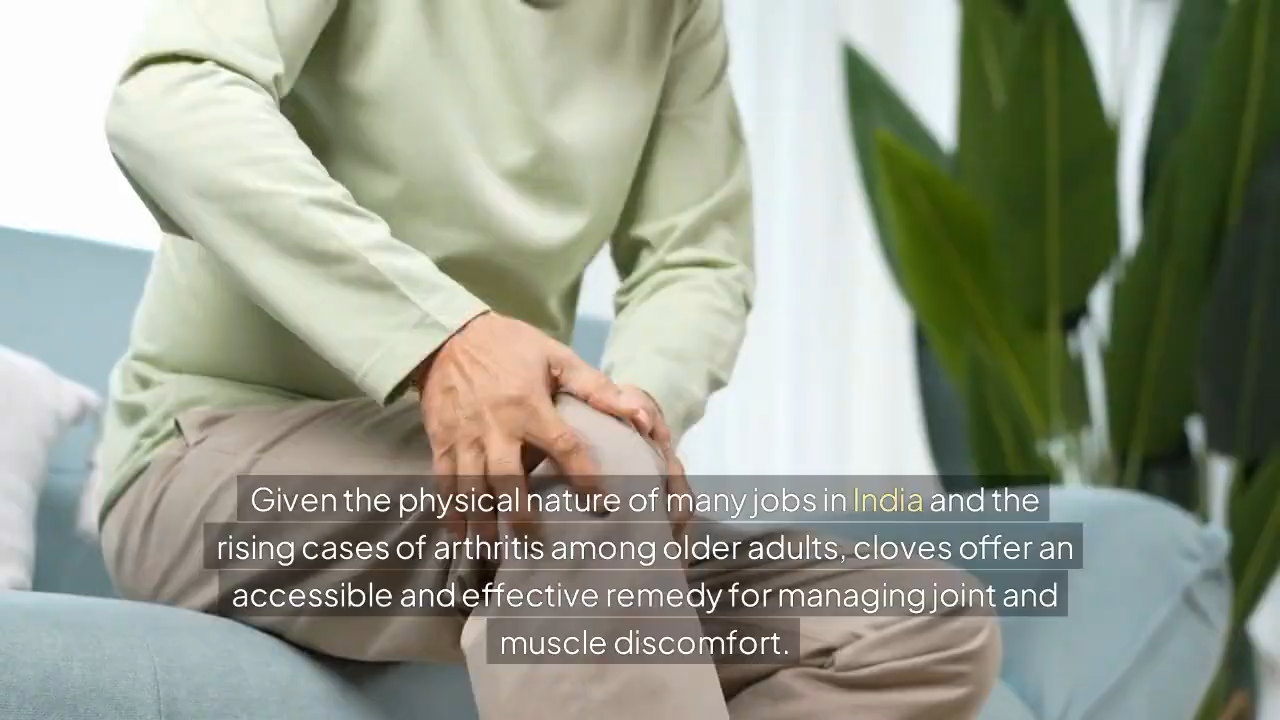 Given the physical nature of many jobs in India and the
rising cases of arthritis among older adults, cloves offer an
accessible and effective remedy for managing joint and
muscle discomfort.